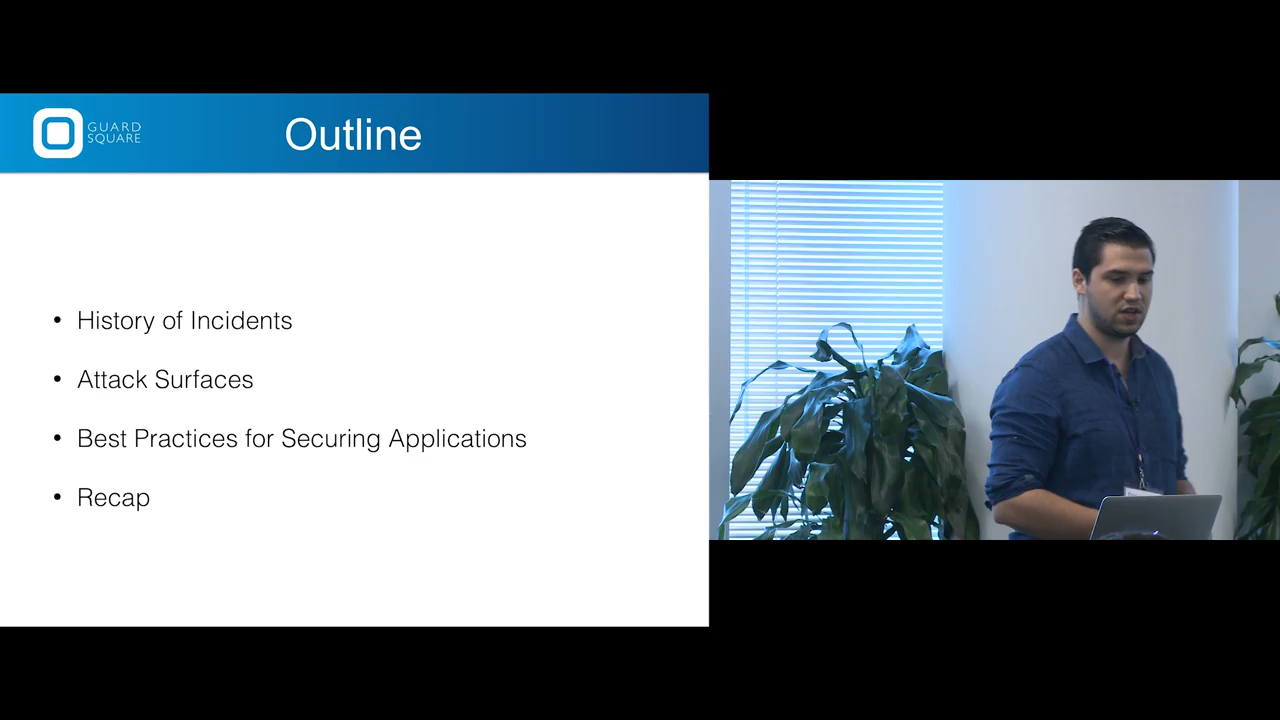 GUARD
SQUARE
Outline
• History of Incidents
• Attack Surfaces
• Best Practices for Securing Applications
• Recap